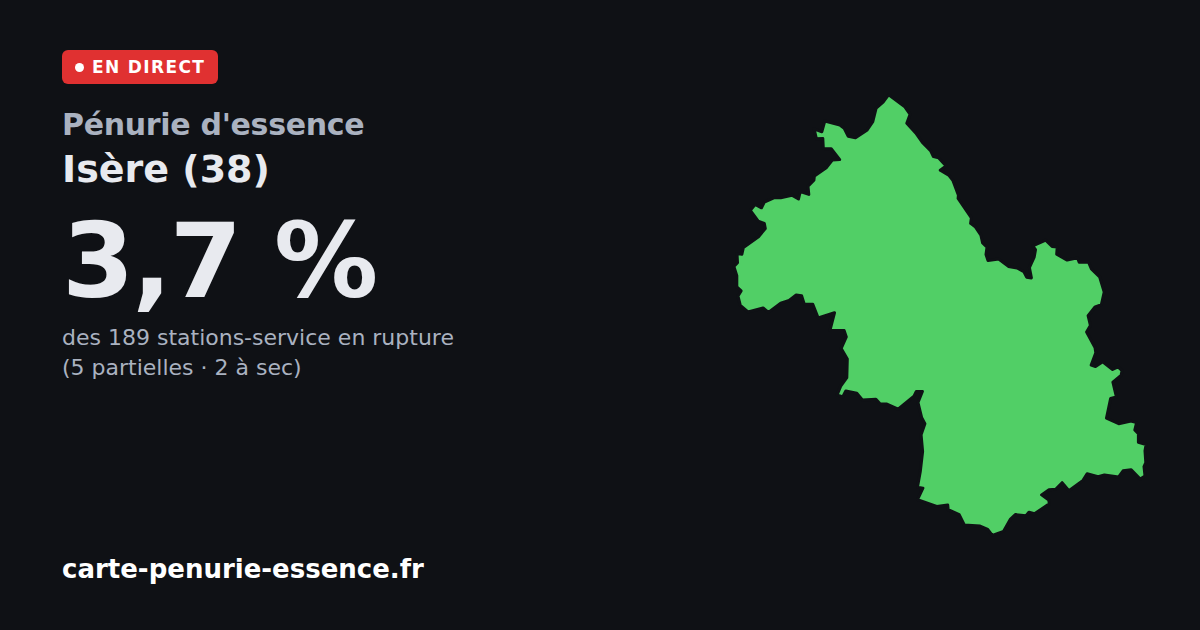 EN DIRECT
Pénurie d'essence
Isère (38)
3,7 %
des 189 stations-service en rupture
(5 partielles · 2 à sec)
carte-penurie-essence.fr